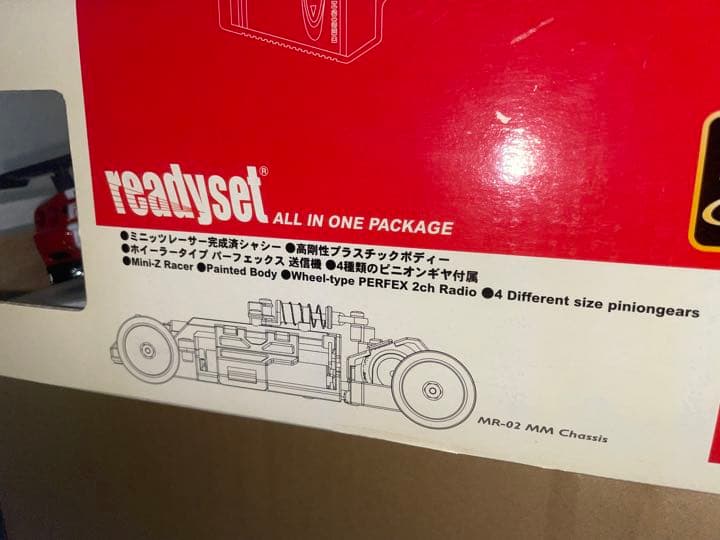 DESIGN
readyset®
ALL IN ONE PACKAGE
●ミニッツレーサー完成済シャシー ●高剛性プラスチックボディー
●ホイーラータイプ パーフェックス 送信機 ●4種類のピニオンギヤ付属
●Mini-Z Racer ●Painted Body ●Wheel-type PERFEX 2ch Radio ●4 Different size piniongears
MR-02 MM Chassis